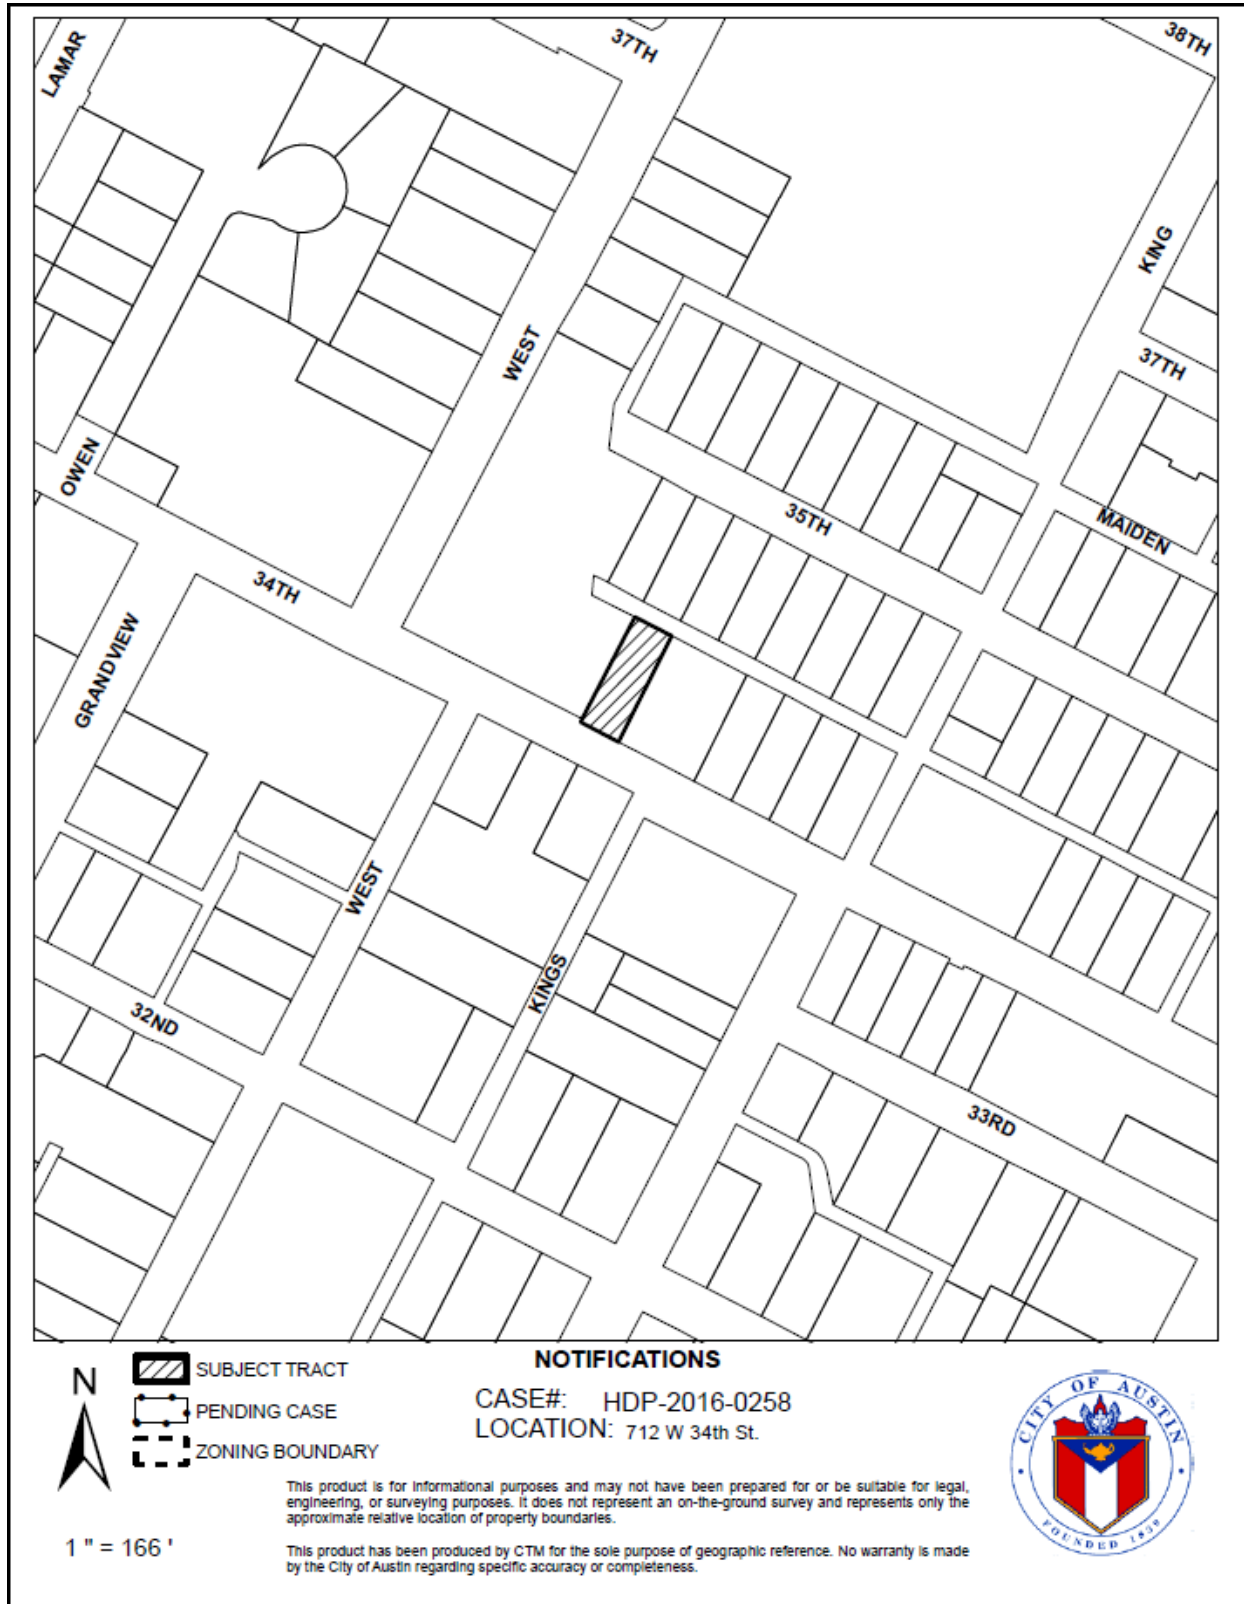 LAMAR
37TH
38TH
KING
37TH
WEST
OWEN
35TH
MAIDEN
34TH
GRANDVIEW
WEST
KINGS
32ND
33RD
N
SUBJECT TRACT
PENDING CASE
ZONING BOUNDARY
1 " = 166 '
NOTIFICATIONS
CASE#: HDP-2016-0258
LOCATION: 712 W 34th St.
This product is for informational purposes and may not have been prepared for or be suitable for legal,
engineering, or surveying purposes. It does not represent an on-the-ground survey and represents only the
approximate relative location of property boundaries.
This product has been produced by CTM for the sole purpose of geographic reference. No warranty is made
by the City of Austin regarding specific accuracy or completeness.
CITY OF AUSTIN
FOUNDED 1839